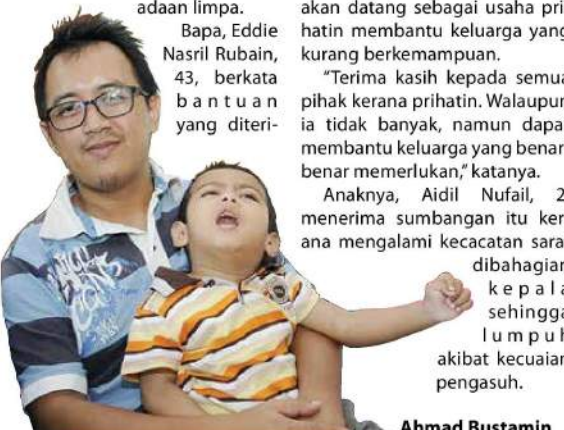 adaan limpa.
Bapa, Eddie
Nasril Rubain,
43, berkata
bantuan
yang diteri-
akan datang sebagai usaha pri
hatin membantu keluarga yang
kurang berkemampuan.
“Terima kasih kepada semua
pihak kerana prihatin. Walaupun
ia tidak banyak, namun dapa
membantu keluarga yang benar
benar memerlukan,” katanya.
Anaknya, Aidil Nufail, 2
menerima sumbangan itu ker
ana mengalami kecacatan sara
dibahagian
kepala
sehingga
lumpuh
akibat kecuaian
pengasuh.
Ahmad Bustamin